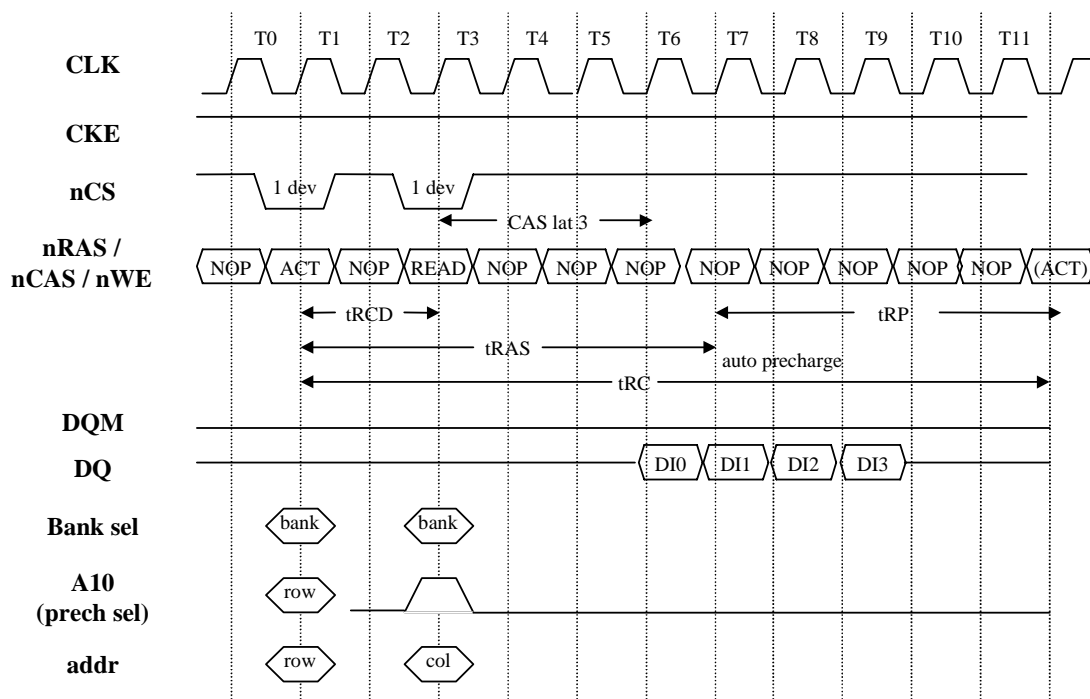 T0 T1 T2 T3 T4 T5 T6 T7 T8 T9 T10 T11
CLK
CKE
nCS 1 dev 1 dev
CAS lat 3
nRAS /
nCAS / nWE
NOP ACT NOP READ NOP NOP NOP NOP NOP NOP NOP NOP (ACT)
tRCD tRP
tRAS
auto precharge
tRC
DQM
DQ DI0 DI1 DI2 DI3
Bank sel bank bank
A10
(prech sel)
row
addr row col